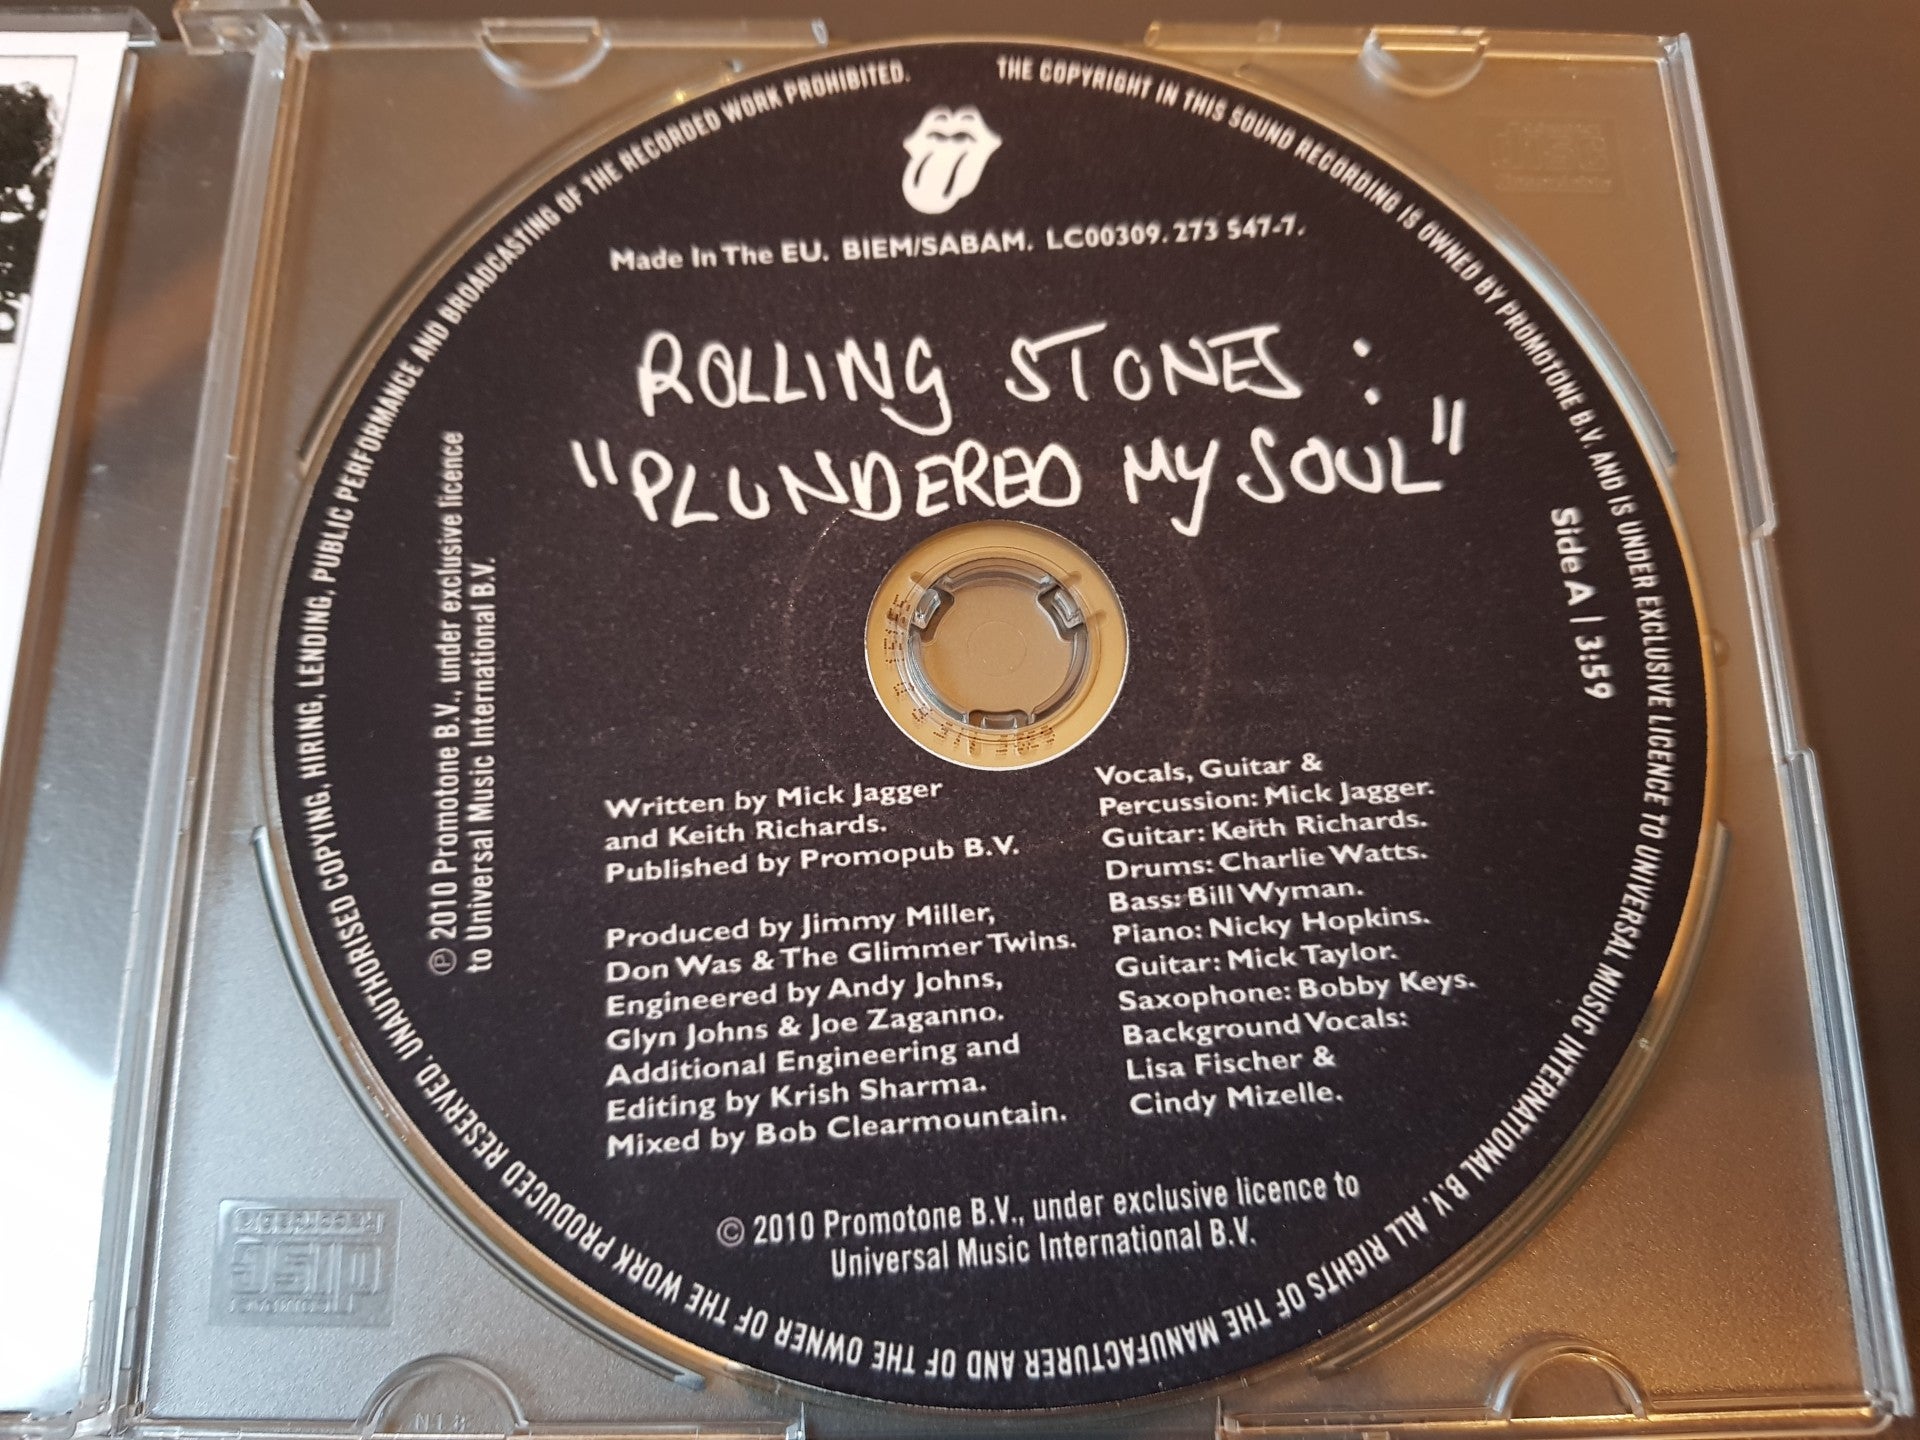 THE COPYRIGHT IN THIS SOUND RECORDING IS OWNED BY PROMOTONE B.V. AND IS UNDER EXCLUSIVE LICENCE TO UNIVERSAL MUSIC INTERNATIONAL B.V. ALL RIGHTS OF THE MANUFACTURER AND OF THE OWNER OF THE WORK PRODUCED RESERVED. UNAUTHORISED COPYING, HIRING, LENDING, PUBLIC PERFORMANCE AND BROADCASTING OF THE RECORDED WORK PROHIBITED.
Made In The EU. BIEM/SABAM. LC00309. 273 547-7.
ROLLING STONES:
"PLUNDERED MY SOUL"
Side A | 3:59
℗ 2010 Promotone B.V., under exclusive licence
to Universal Music International B.V.
Written by Mick Jagger
and Keith Richards.
Published by Promopub B.V.
Produced by Jimmy Miller,
Don Was & The Glimmer Twins.
Engineered by Andy Johns,
Glyn Johns & Joe Zaganno.
Additional Engineering and
Editing by Krish Sharma.
Mixed by Bob Clearmountain.
Vocals, Guitar &
Percussion: Mick Jagger.
Guitar: Keith Richards.
Drums: Charlie Watts.
Bass: Bill Wyman.
Piano: Nicky Hopkins.
Guitar: Mick Taylor.
Saxophone: Bobby Keys.
Background Vocals:
Lisa Fischer &
Cindy Mizelle.
© 2010 Promotone B.V., under exclusive licence to
Universal Music International B.V.